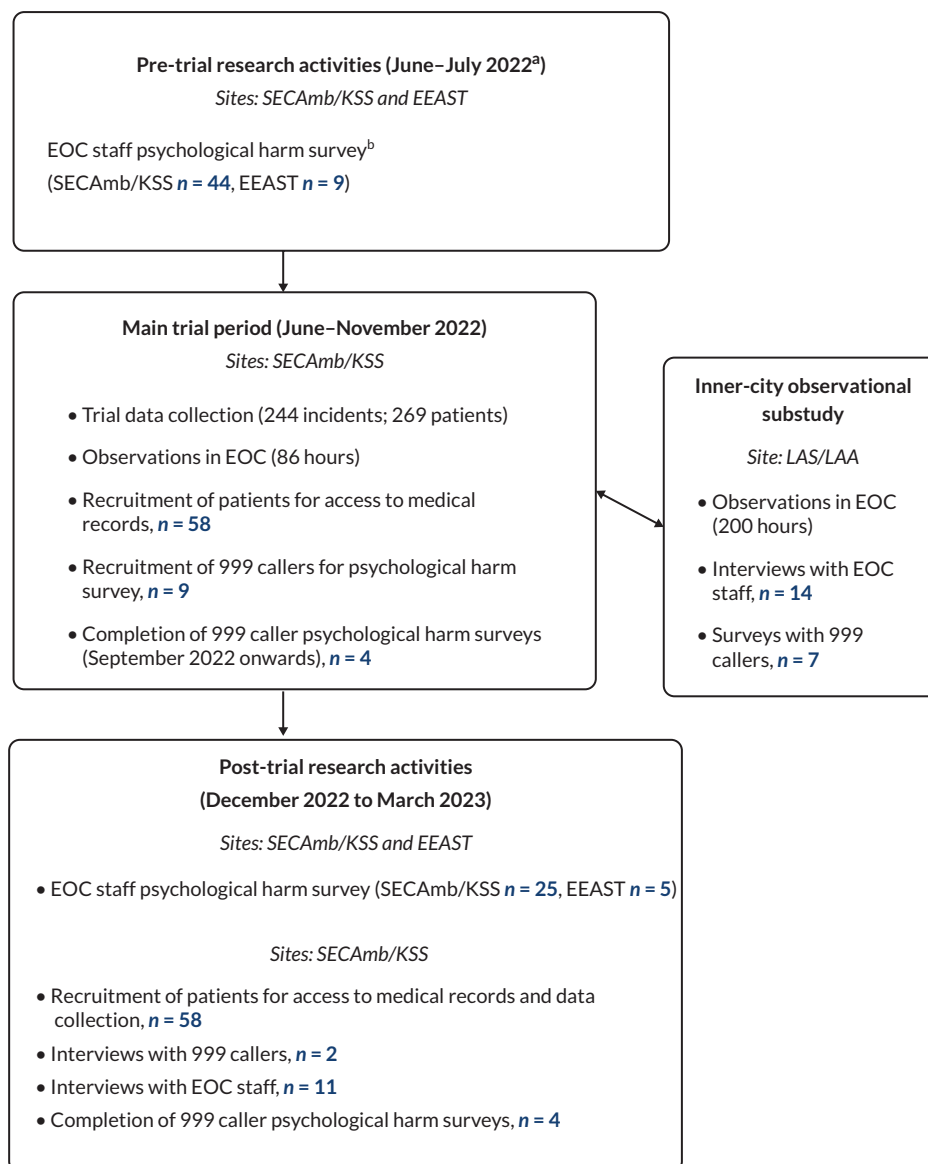 Pre-trial research activities (June–July 2022a)
Sites: SECAmb/KSS and EEAST
EOC staff psychological harm surveyb
(SECAmb/KSS n = 44, EEAST n = 9)
Main trial period (June–November 2022)
Sites: SECAmb/KSS
• Trial data collection (244 incidents; 269 patients)
• Observations in EOC (86 hours)
• Recruitment of patients for access to medical
records, n = 58
• Recruitment of 999 callers for psychological harm
survey, n = 9
• Completion of 999 caller psychological harm surveys
(September 2022 onwards), n = 4
Inner-city observational
substudy
Site: LAS/LAA
• Observations in EOC
(200 hours)
• Interviews with EOC
staff, n = 14
• Surveys with 999
callers, n = 7
Post-trial research activities
(December 2022 to March 2023)
Sites: SECAmb/KSS and EEAST
• EOC staff psychological harm survey (SECAmb/KSS n = 25, EEAST n = 5)
Sites: SECAmb/KSS
• Recruitment of patients for access to medical records and data
collection, n = 58
• Interviews with 999 callers, n = 2
• Interviews with EOC staff, n = 11
• Completion of 999 caller psychological harm surveys, n = 4